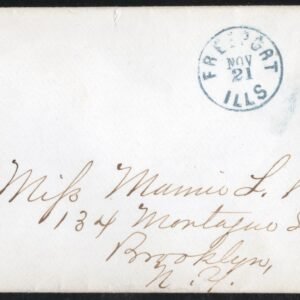 FREEPORT
NOV
21
ILLS
Miss Mamie L.
134 Montague
Brooklyn,
N. Y.